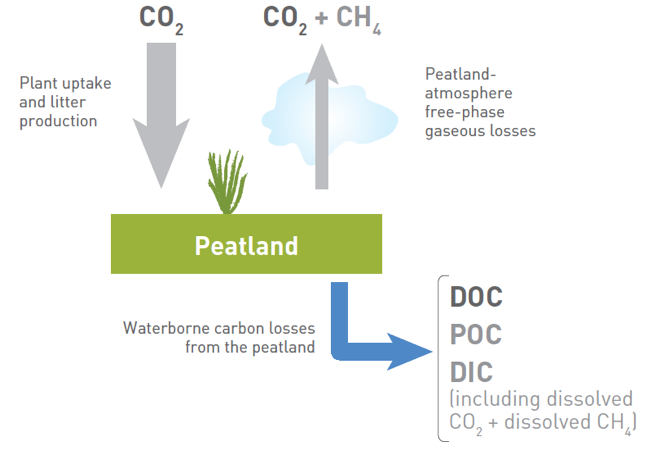 CO₂
CO₂ + CH₄
Plant uptake
and litter
production
Peatland-
atmosphere
free-phase
gaseous losses
Peatland
Waterborne carbon losses
from the peatland
DOC
POC
DIC
(including dissolved
CO₂ + dissolved CH₄)